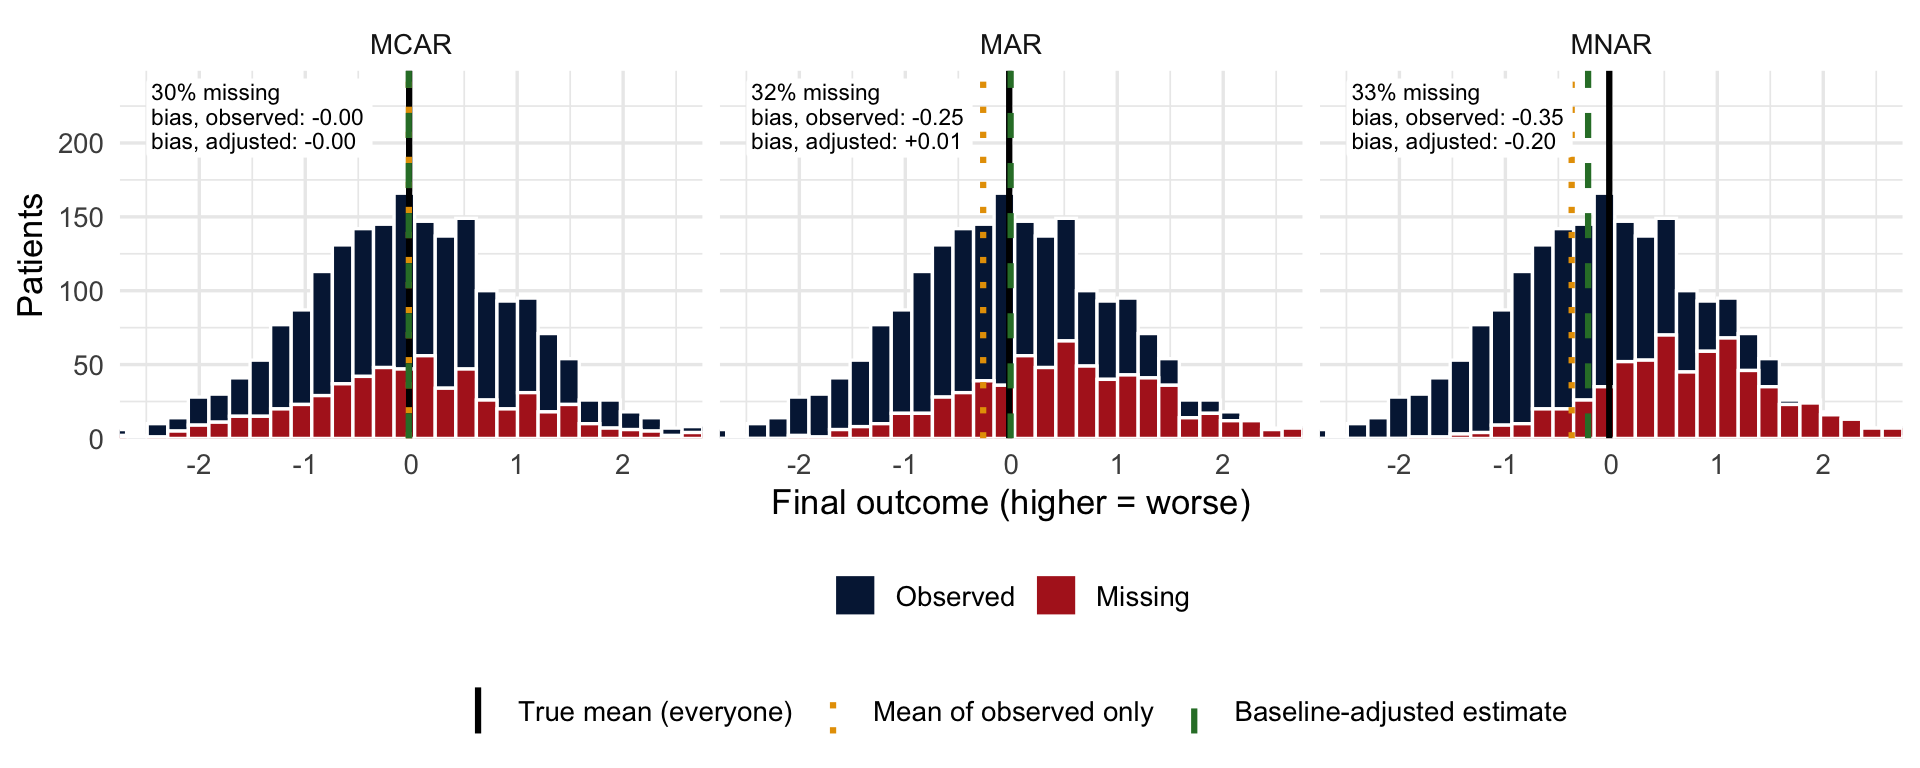 MCAR
MAR
MNAR
30% missing
bias, observed: -0.00
bias, adjusted: -0.00
32% missing
bias, observed: -0.25
bias, adjusted: +0.01
33% missing
bias, observed: -0.35
bias, adjusted: -0.20
Patients
200
150
100
50
0
-2 -1 0 1 2
-2 -1 0 1 2
-2 -1 0 1 2
Final outcome (higher = worse)
Observed Missing
True mean (everyone) Mean of observed only Baseline-adjusted estimate